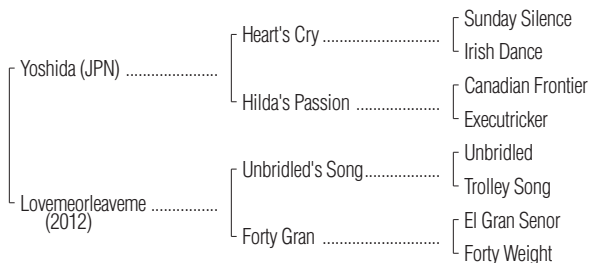 Sunday Silence
Heart's Cry ............................
Irish Dance
Yoshida (JPN) ......................
Canadian Frontier
Hilda's Passion ....................
Executricker
Unbridled
Unbridled's Song..................
Trolley Song
Lovemeorleaveme ................
(2012)
El Gran Senor
Forty Gran ............................
Forty Weight